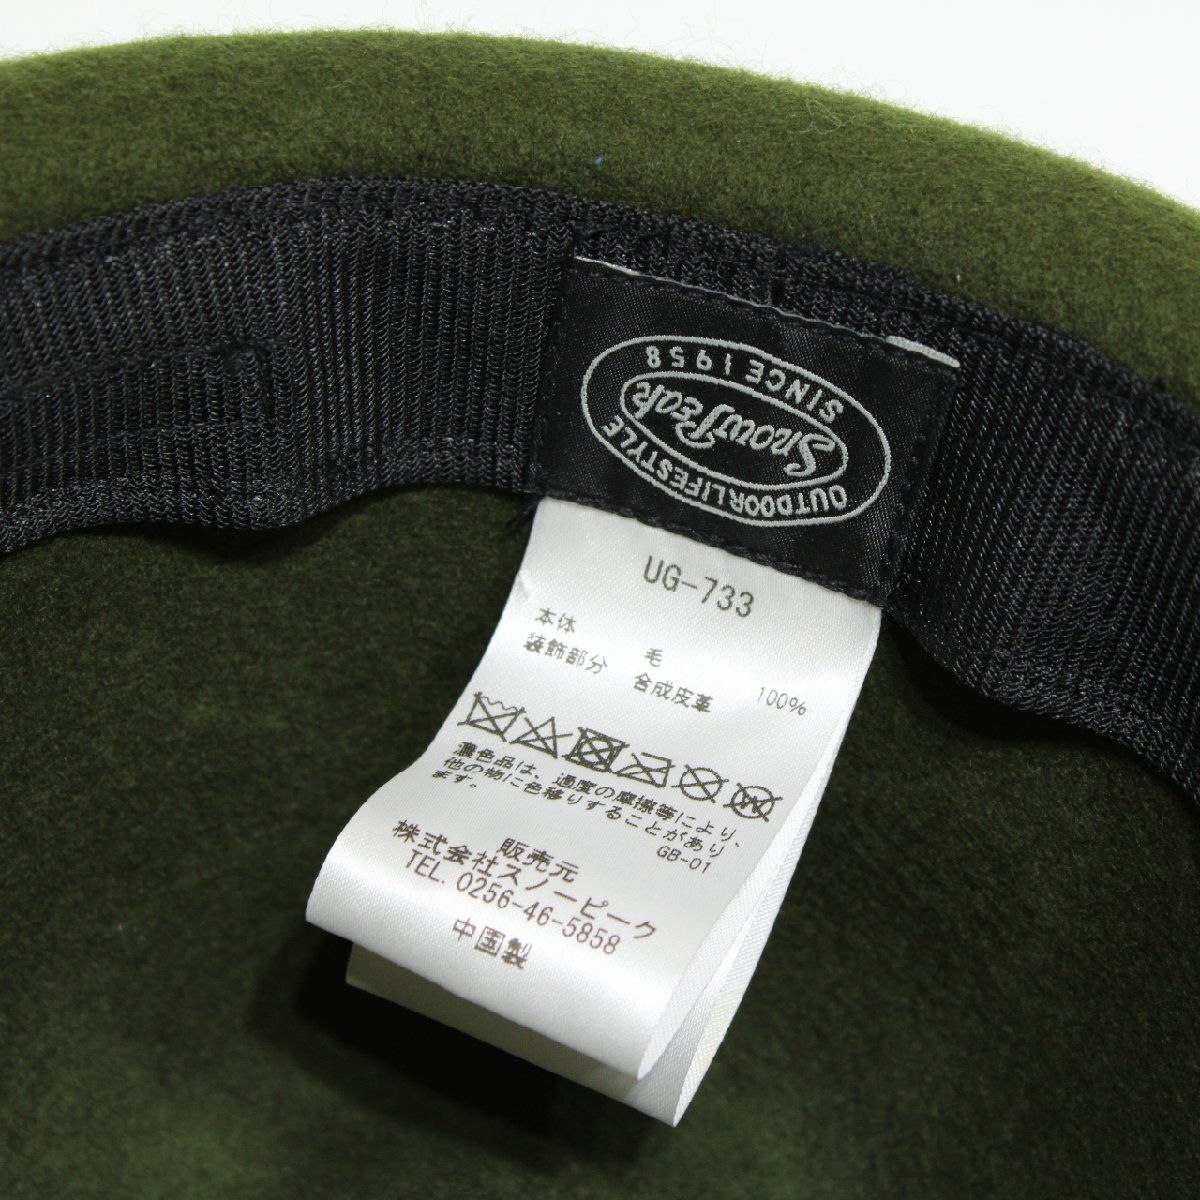 SINCE 1958
Snow Peak
OUTDOOR LIFESTYLE
UG-733
本体 毛 100%
装飾部分 合成皮革
濃色品は、過度の摩擦等により、
他の物に色移りすることがあり
ます。
GB-01
販売元
株式会社スノーピーク
TEL. 0256-46-5858
中国製